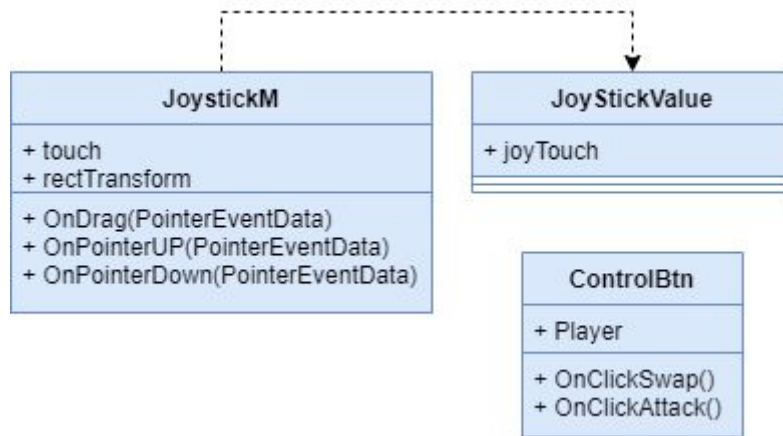 JoystickM
+ touch
+ rectTransform
+ OnDrag(PointerEventData)
+ OnPointerUP(PointerEventData)
+ OnPointerDown(PointerEventData)
JoyStickValue
+ joyTouch
ControlBtn
+ Player
+ OnClickSwap()
+ OnClickAttack()